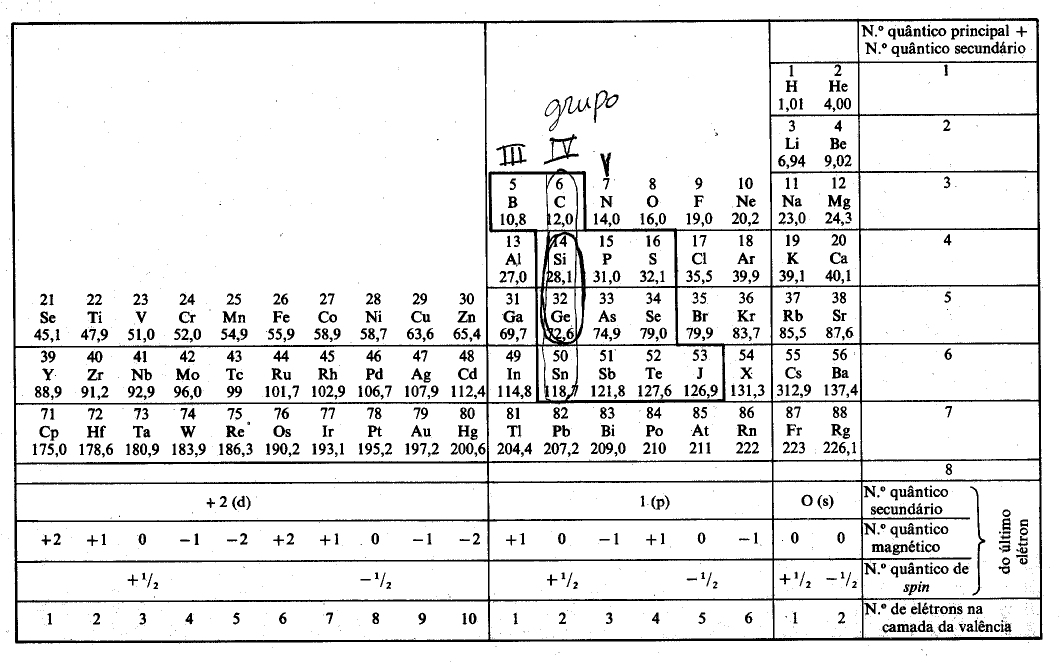 N.º quântico principal +
N.º quântico secundário
1 2 1
H He
1,01 4,00
grupo
3 4 2
Li Be
6,94 9,02
III IV V
5 6 7 8 9 10 11 12 3
B C N O F Ne Na Mg
10,8 12,0 14,0 16,0 19,0 20,2 23,0 24,3
13 14 15 16 17 18 19 20 4
Al Si P S Cl Ar K Ca
27,0 28,1 31,0 32,1 35,5 39,9 39,1 40,1
21 22 23 24 25 26 27 28 29 30 31 32 33 34 35 36 37 38 5
Se Ti V Cr Mn Fe Co Ni Cu Zn Ga Ge As Se Br Kr Rb Sr
45,1 47,9 51,0 52,0 54,9 55,9 58,9 58,7 63,6 65,4 69,7 72,6 74,9 79,0 79,9 83,7 85,5 87,6
39 40 41 42 43 44 45 46 47 48 49 50 51 52 53 54 55 56 6
Y Zr Nb Mo Tc Ru Rh Pd Ag Cd In Sn Sb Te J X Cs Ba
88,9 91,2 92,9 96,0 99 101,7 102,9 106,7 107,9 112,4 114,8 118,7 121,8 127,6 126,9 131,3 312,9 137,4
71 72 73 74 75 76 77 78 79 80 81 82 83 84 85 86 87 88 7
Cp Hf Ta W Re Os Ir Pt Au Hg Tl Pb Bi Po At Rn Fr Rg
175,0 178,6 180,9 183,9 186,3 190,2 193,1 195,2 197,2 200,6 204,4 207,2 209,0 210 211 222 223 226,1
8
+ 2 (d) 1 (p) O (s) N.º quântico
secundário
+2 +1 0 −1 −2 +2 +1 0 −1 −2 +1 0 −1 +1 0 −1 0 0 N.º quântico
magnético
+1/2 −1/2 +1/2 −1/2 +1/2 −1/2 N.º quântico de
spin
do último
elétron
1 2 3 4 5 6 7 8 9 10 1 2 3 4 5 6 1 2 N.º de elétrons na
camada da valência